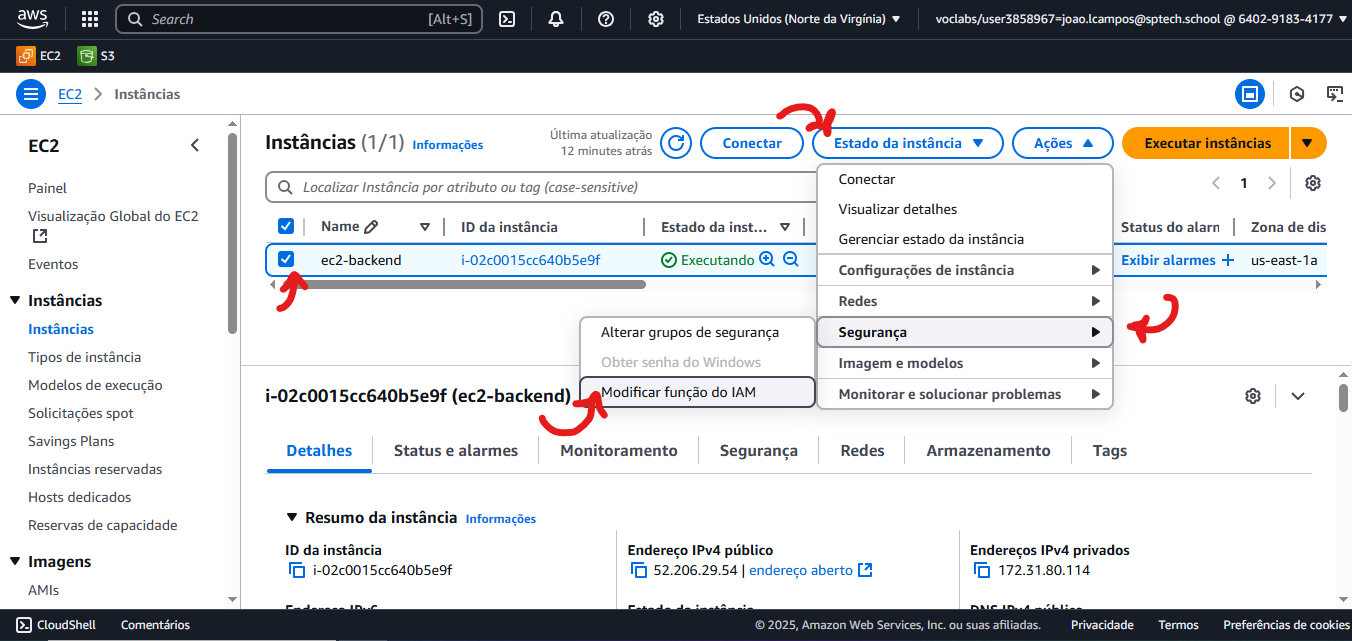 aws
Search [Alt+S]
Estados Unidos (Norte da Virgínia)
voclabs/user3858967=joao.lcampos@sptech.school @ 6402-9183-4177
EC2
S3
EC2 > Instâncias
EC2
Painel
Visualização Global do EC2
Eventos
Instâncias
Instâncias
Tipos de instância
Modelos de execução
Solicitações spot
Savings Plans
Instâncias reservadas
Hosts dedicados
Reservas de capacidade
Imagens
AMIs
Instâncias (1/1) Informações
Última atualização
12 minutes atrás
Conectar
Estado da instância
Ações
Executar instâncias
Localizar Instância por atributo ou tag (case-sensitive)
1
Name
ID da instância
Estado da inst...
Status do alarn
Zona de dis
ec2-backend
i-02c0015cc640b5e9f
Executando
Exibir alarmes +
us-east-1a
Conectar
Visualizar detalhes
Gerenciar estado da instância
Configurações de instância
Redes
Segurança
Imagem e modelos
Monitorar e solucionar problemas
Alterar grupos de segurança
Obter senha do Windows
Modificar função do IAM
i-02c0015cc640b5e9f (ec2-backend)
Detalhes
Status e alarmes
Monitoramento
Segurança
Redes
Armazenamento
Tags
Resumo da instância Informações
ID da instância
i-02c0015cc640b5e9f
Endereço IPv4 público
52.206.29.54 | endereço aberto
Endereços IPv4 privados
172.31.80.114
Endereço IPv6
Estado da instância
DNS IPv4 público
CloudShell
Comentários
© 2025, Amazon Web Services, Inc. ou suas afiliadas.
Privacidade
Termos
Preferências de cookies